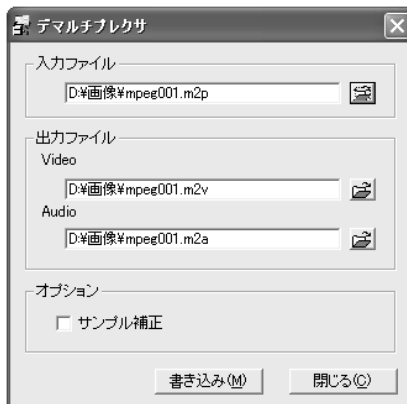 デマルチプレクサ
入力ファイル
D:¥画像¥mpeg001.m2p
出力ファイル
Video
D:¥画像¥mpeg001.m2v
Audio
D:¥画像¥mpeg001.m2a
オプション
サンプル補正
書き込み(M) 閉じる(C)